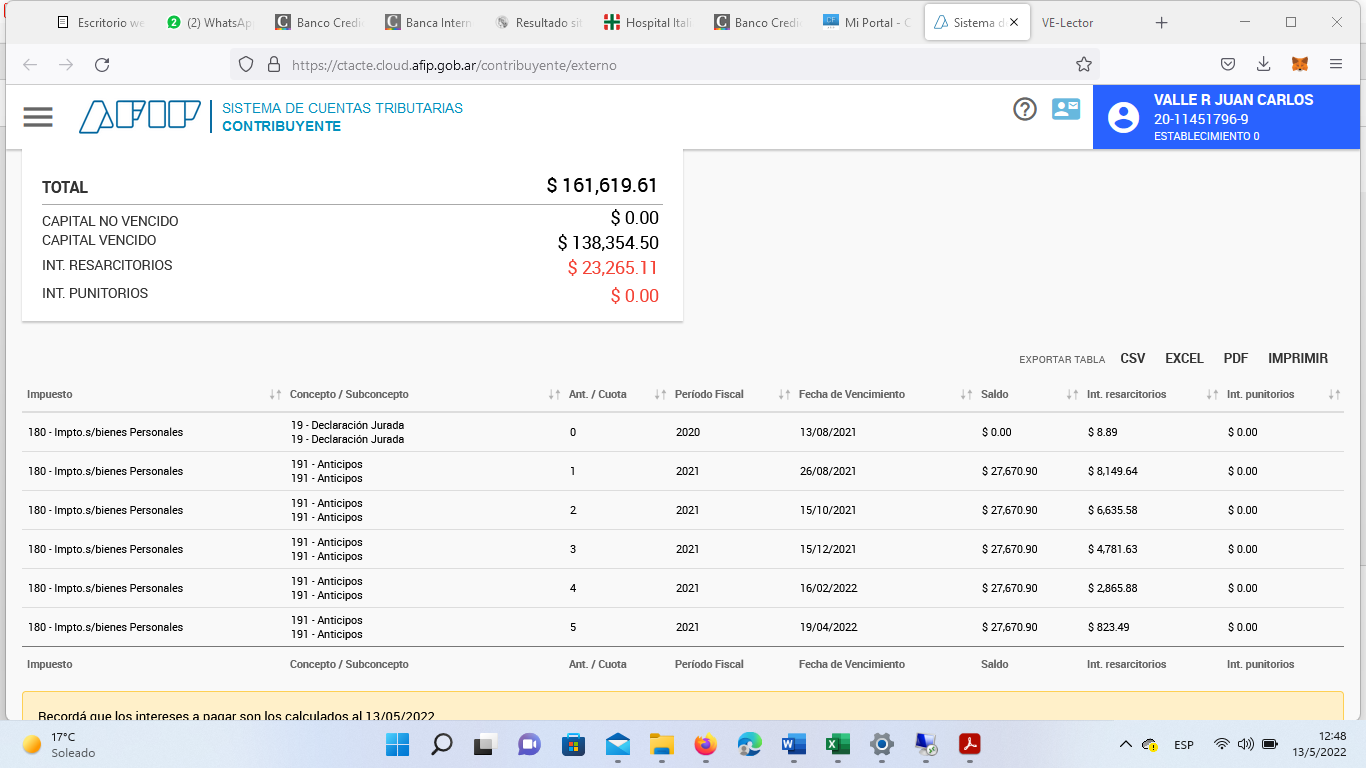 Escritorio we
2 (2) WhatsAp
C Banco Credi
C Banca Intern
Resultado sit
Hospital Itali
C Banco Credi
CF Mi Portal - C
Sistema d
VE-Lector
https://ctacte.cloud.afip.gob.ar/contribuyente/externo
AFIP
SISTEMA DE CUENTAS TRIBUTARIAS
CONTRIBUYENTE
VALLE R JUAN CARLOS
20-11451796-9
ESTABLECIMIENTO 0
TOTAL $ 161,619.61
CAPITAL NO VENCIDO $ 0.00
CAPITAL VENCIDO $ 138,354.50
INT. RESARCITORIOS $ 23,265.11
INT. PUNITORIOS $ 0.00
EXPORTAR TABLA CSV EXCEL PDF IMPRIMIR
Impuesto Concepto / Subconcepto Ant. / Cuota Período Fiscal Fecha de Vencimiento Saldo Int. resarcitorios Int. punitorios
19 - Declaración Jurada
180 - Impto.s/bienes Personales 0 2020 13/08/2021 $ 0.00 $ 8.89 $ 0.00
19 - Declaración Jurada
191 - Anticipos
180 - Impto.s/bienes Personales 1 2021 26/08/2021 $ 27,670.90 $ 8,149.64 $ 0.00
191 - Anticipos
191 - Anticipos
180 - Impto.s/bienes Personales 2 2021 15/10/2021 $ 27,670.90 $ 6,635.58 $ 0.00
191 - Anticipos
191 - Anticipos
180 - Impto.s/bienes Personales 3 2021 15/12/2021 $ 27,670.90 $ 4,781.63 $ 0.00
191 - Anticipos
191 - Anticipos
180 - Impto.s/bienes Personales 4 2021 16/02/2022 $ 27,670.90 $ 2,865.88 $ 0.00
191 - Anticipos
191 - Anticipos
180 - Impto.s/bienes Personales 5 2021 19/04/2022 $ 27,670.90 $ 823.49 $ 0.00
191 - Anticipos
Impuesto Concepto / Subconcepto Ant. / Cuota Período Fiscal Fecha de Vencimiento Saldo Int. resarcitorios Int. punitorios
Recordá que los intereses a pagar son los calculados al 13/05/2022
17°C
Soleado
ESP
12:48
13/5/2022